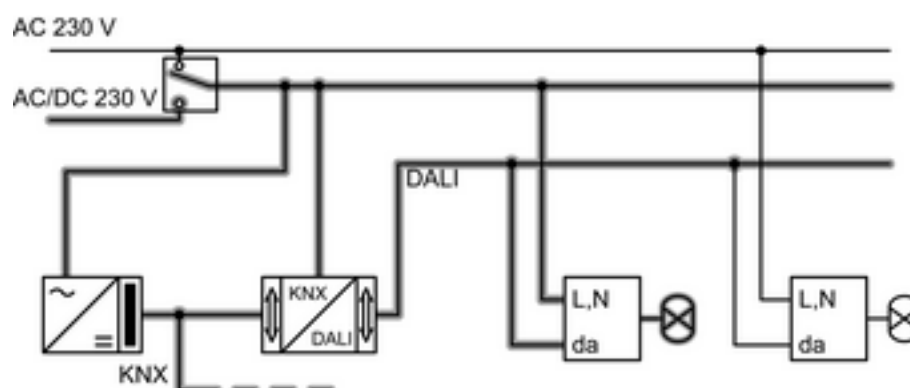 AC 230 V
AC/DC 230 V
DALI
KNX
DALI
L,N
da
L,N
da
KNX